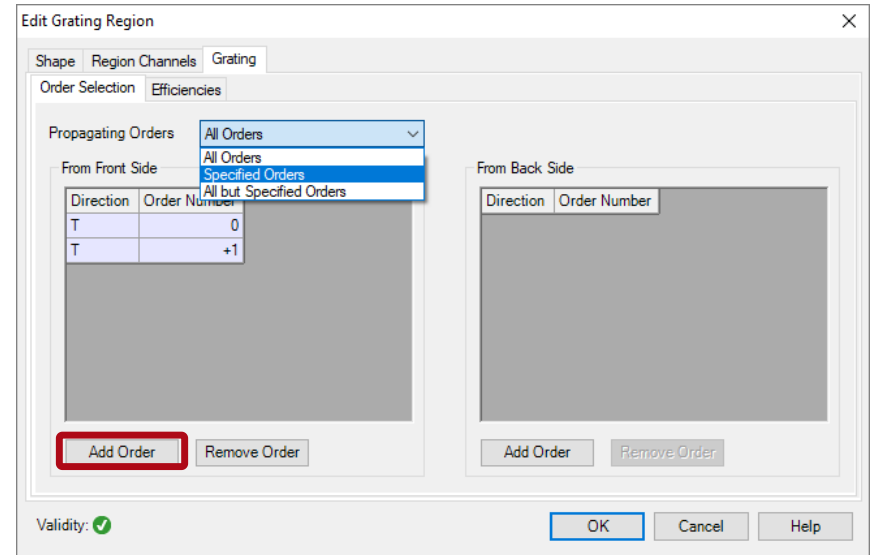 Edit Grating Region
Shape Region Channels Grating
Order Selection Efficiencies
Propagating Orders All Orders
All Orders
Specified Orders
All but Specified Orders
From Front Side
Direction Order Number
T 0
T +1
Add Order Remove Order
From Back Side
Direction Order Number
Add Order Remove Order
Validity:
OK Cancel Help